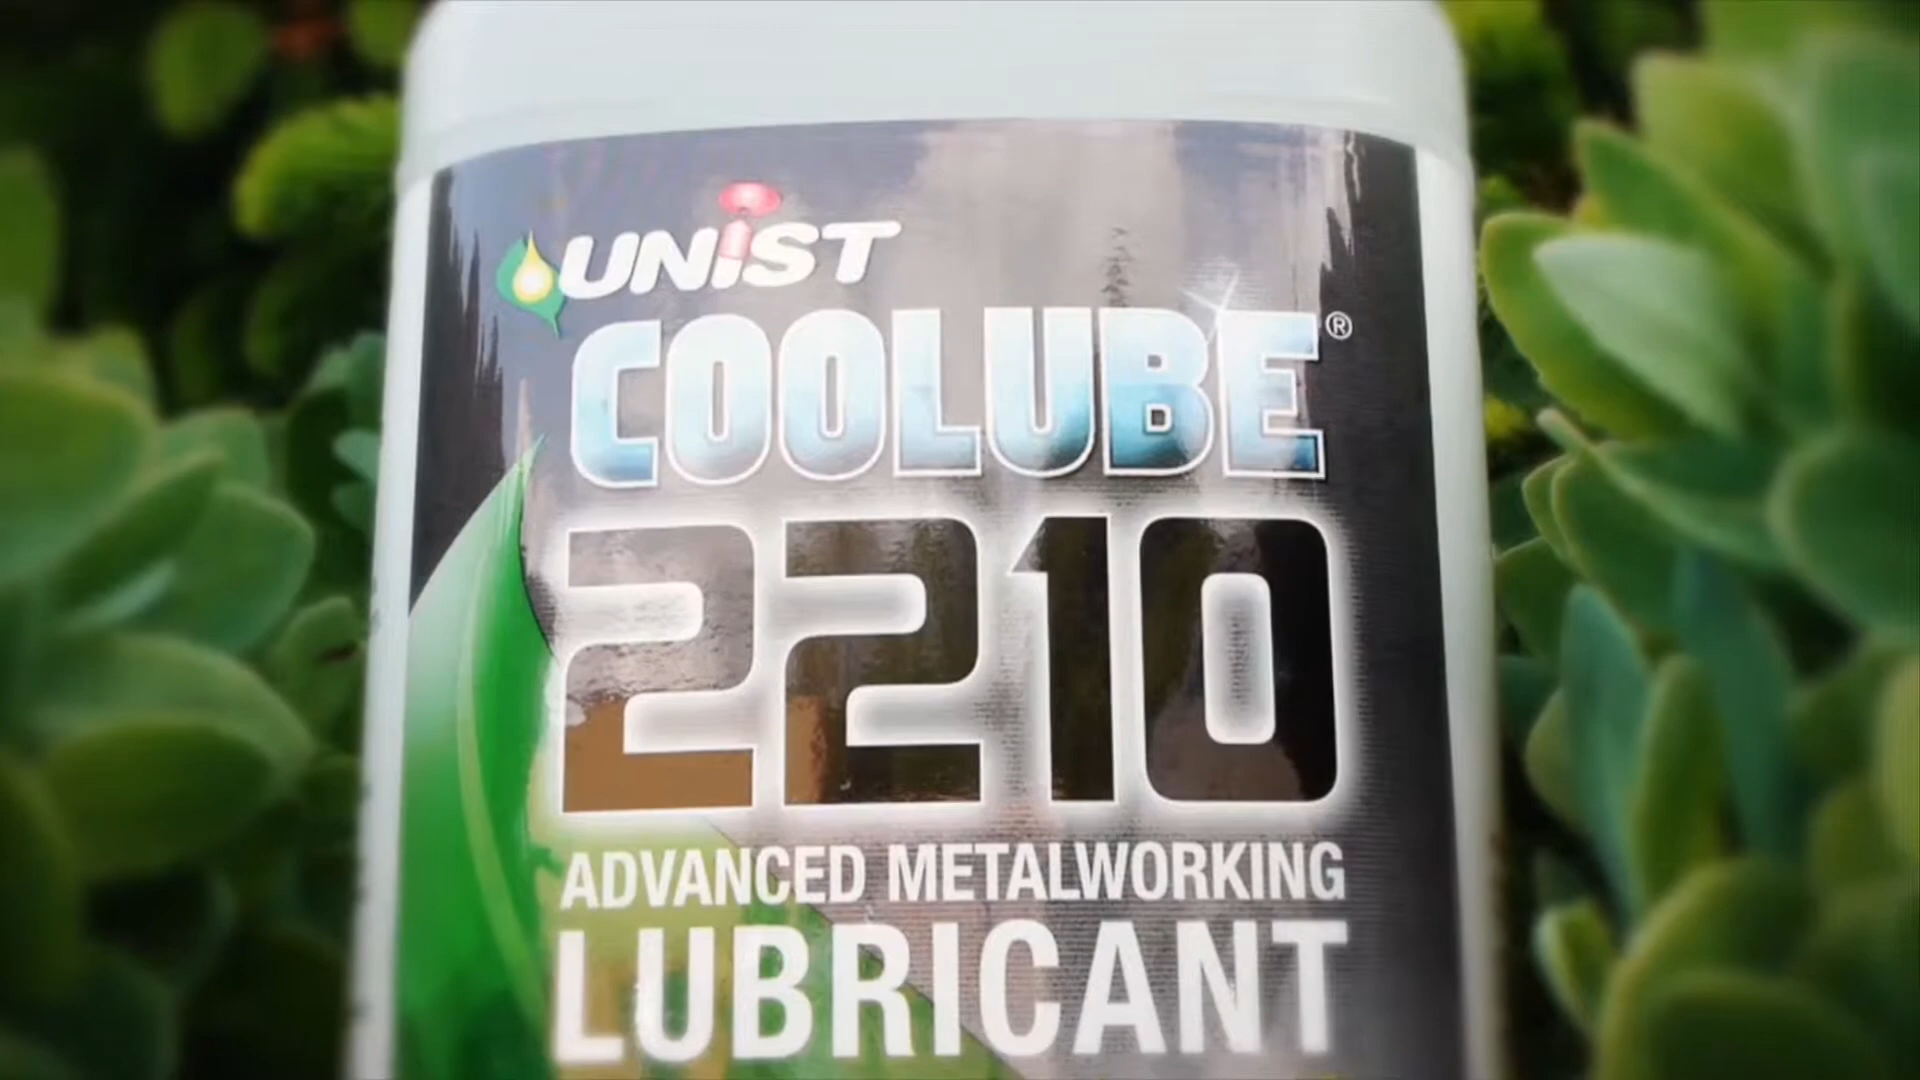 UNiST
COOLUBE®
2210
ADVANCED METALWORKING
LUBRICANT